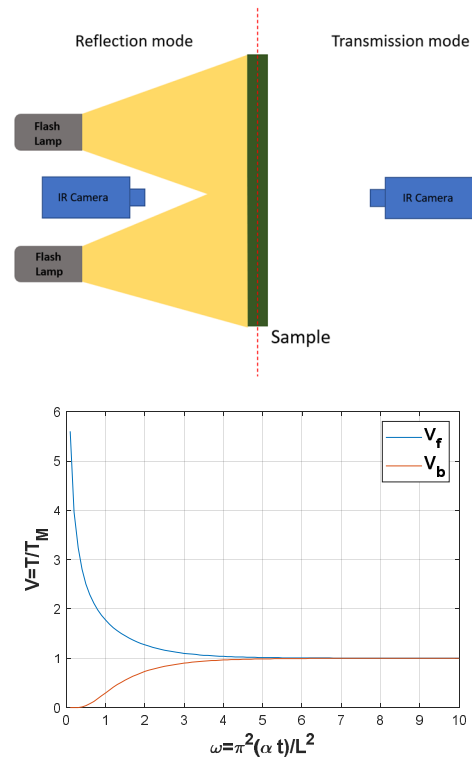 Reflection mode
Transmission mode
Flash
Lamp
IR Camera
IR Camera
Flash
Lamp
Sample
6
5
4
3
2
1
0
V=T/T_M
V_f
V_b
0 1 2 3 4 5 6 7 8 9 10
ω=π²(α t)/L²